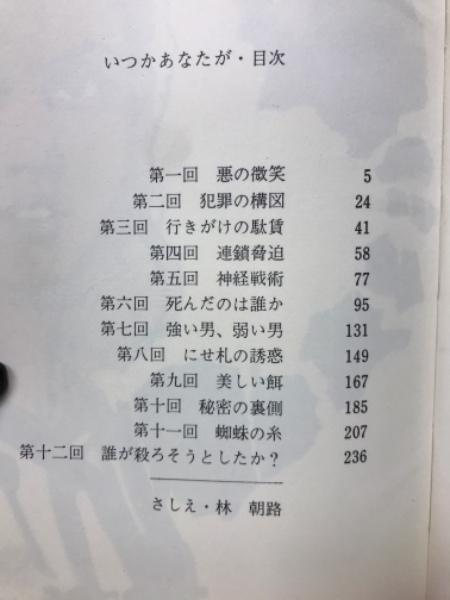 いつかあなたが・目次
第一回　悪の微笑　5
第二回　犯罪の構図　24
第三回　行きがけの駄賃　41
第四回　連鎖脅迫　58
第五回　神経戦術　77
第六回　死んだのは誰か　95
第七回　強い男、弱い男　131
第八回　にせ札の誘惑　149
第九回　美しい餌　167
第十回　秘密の裏側　185
第十一回　蜘蛛の糸　207
第十二回　誰が殺ろそうとしたか？　236
さしえ・林　朝路